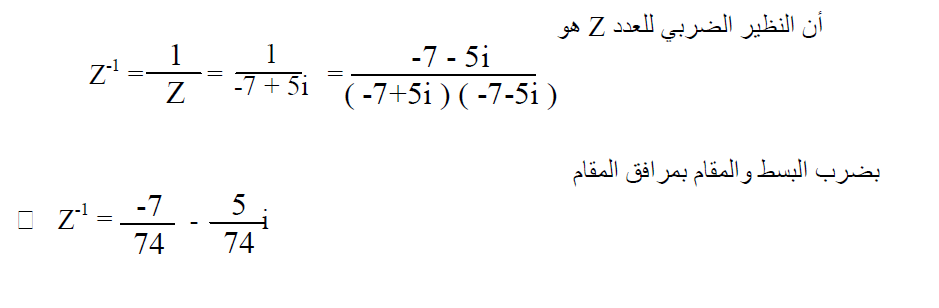 أن النظير الضربي للعدد Z هو
Z⁻¹ = 1/Z = 1/(-7 + 5i) = (-7 - 5i)/(( -7+5i ) ( -7-5i ))
بضرب البسط والمقام بمرافق المقام
Z⁻¹ = -7/74 - 5/74 i